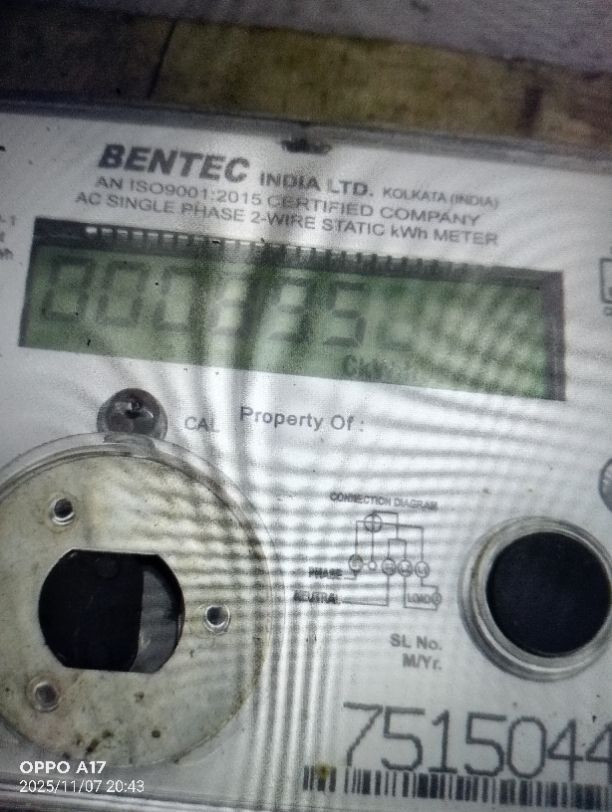 BENTEC INDIA LTD. KOLKATA (INDIA)
AN ISO9001:2015 CERTIFIED COMPANY
AC SINGLE PHASE 2-WIRE STATIC kWh METER
CAL
Property Of :
CONNECTION DIAGRAM
PHASE
NEUTRAL
LOAD
SL No.
M/Yr.
7515044
OPPO A17
2025/11/07 20:43